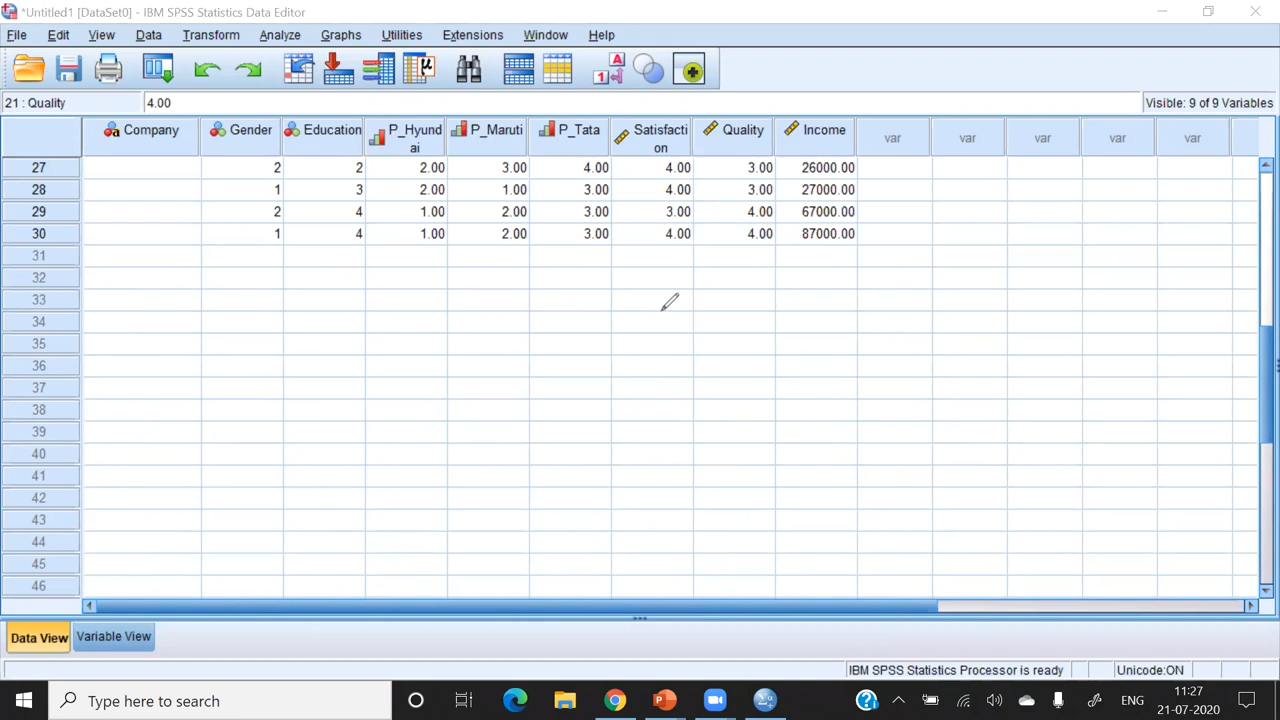 *Untitled1 [DataSet0] - IBM SPSS Statistics Data Editor
File Edit View Data Transform Analyze Graphs Utilities Extensions Window Help
21 : Quality 4.00 Visible: 9 of 9 Variables
Company Gender Education P_Hyund P_Maruti P_Tata Satisfacti Quality Income var var var var var
ai on
27 2 2 2.00 3.00 4.00 4.00 3.00 26000.00
28 1 3 2.00 1.00 3.00 4.00 3.00 27000.00
29 2 4 1.00 2.00 3.00 3.00 4.00 67000.00
30 1 4 1.00 2.00 3.00 4.00 4.00 87000.00
31
32
33
34
35
36
37
38
39
40
41
42
43
44
45
46
Data View Variable View
IBM SPSS Statistics Processor is ready Unicode:ON
Type here to search ENG 11:27
21-07-2020